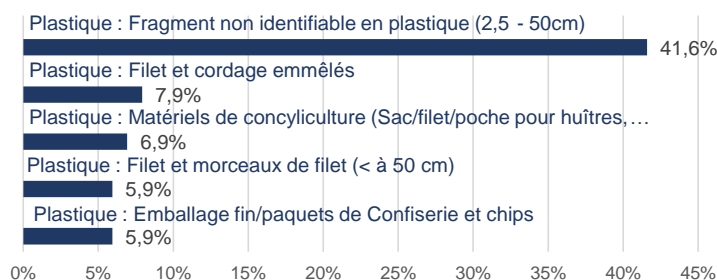 Plastique : Fragment non identifiable en plastique (2,5 - 50cm)
41,6%
Plastique : Filet et cordage emmêlés
7,9%
Plastique : Matériels de concyliculture (Sac/filet/poche pour huîtres,…
6,9%
Plastique : Filet et morceaux de filet (< à 50 cm)
5,9%
Plastique : Emballage fin/paquets de Confiserie et chips
5,9%
0% 5% 10% 15% 20% 25% 30% 35% 40% 45%